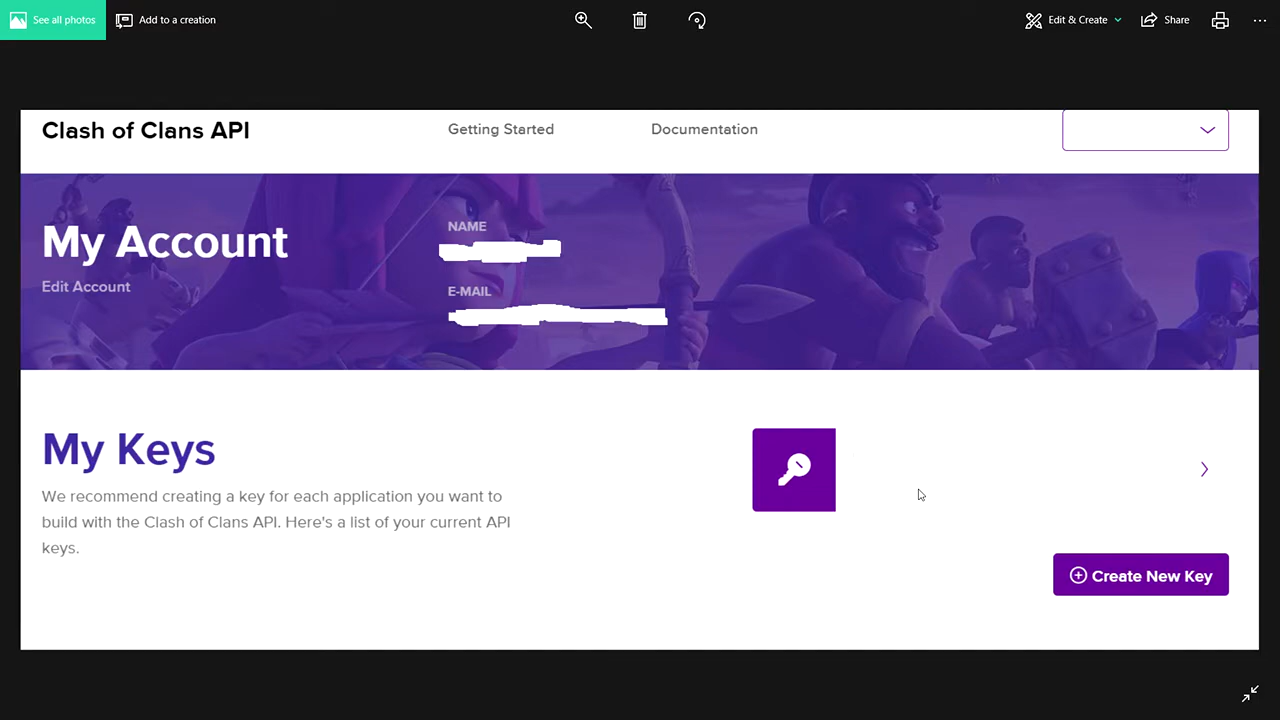 See all photos
Add to a creation
Edit & Create
Share
Clash of Clans API
Getting Started
Documentation
My Account
Edit Account
NAME
E-MAIL
My Keys
We recommend creating a key for each application you want to
build with the Clash of Clans API. Here's a list of your current API
keys.
Create New Key